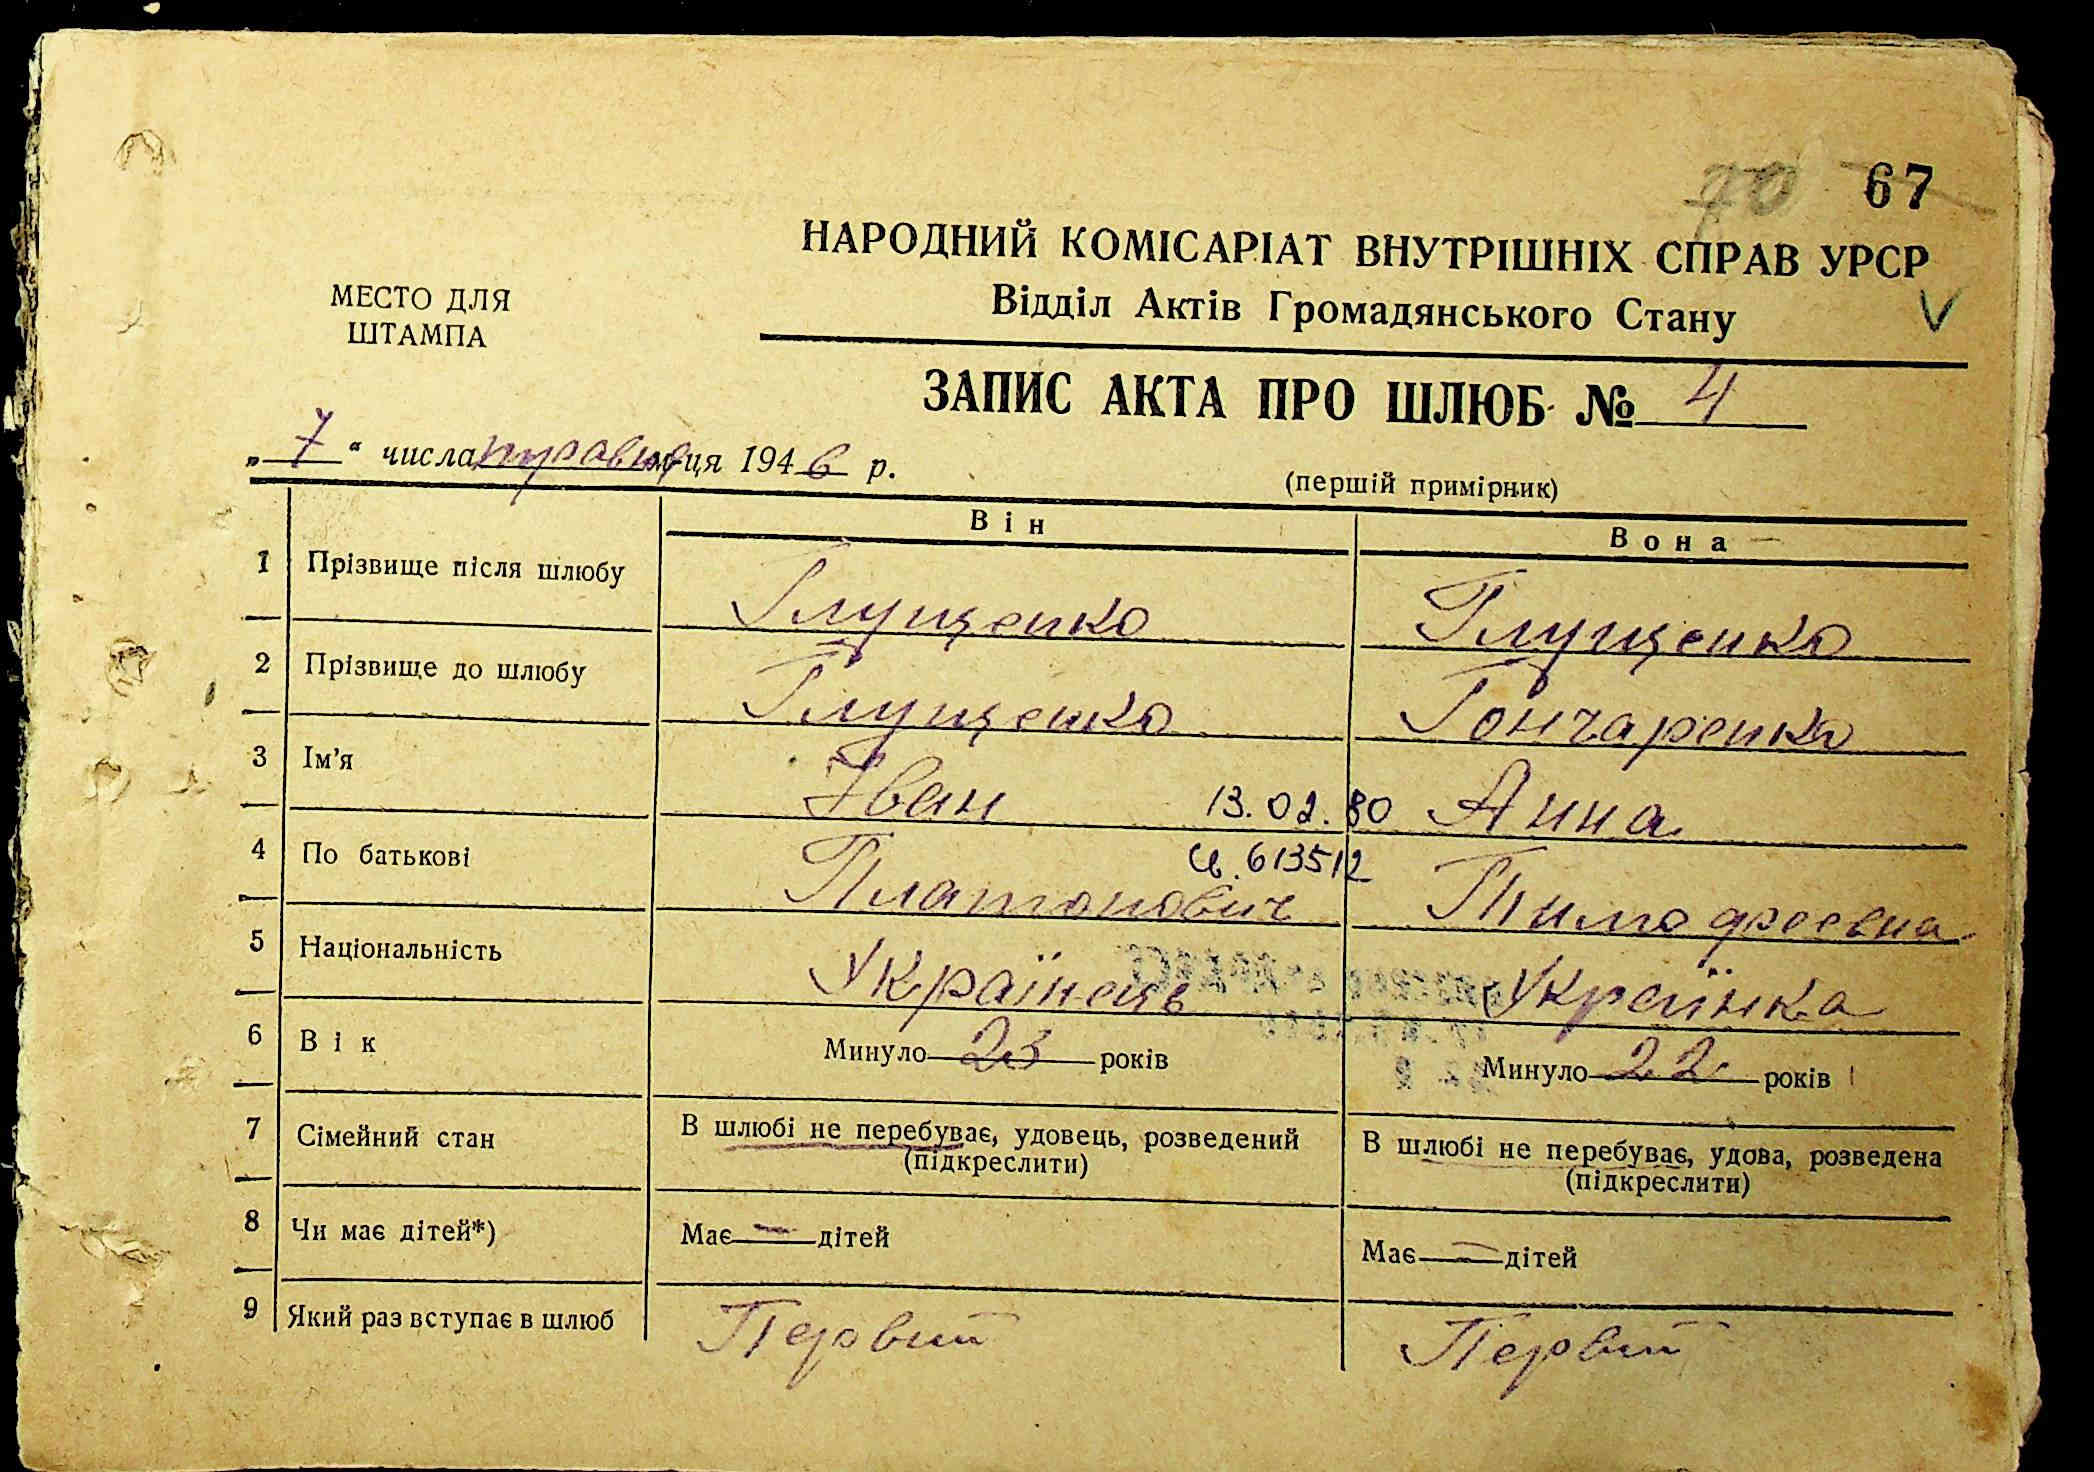 70 67
НАРОДНИЙ КОМІСАРІАТ ВНУТРІШНІХ СПРАВ УРСР
МЕСТО ДЛЯ
ШТАМПА
Відділ Актів Громадянського Стану
V
ЗАПИС АКТА ПРО ШЛЮБ № 4
„7“ числа травня м-ця 1946 р.
(першій примірник)
Він Вона
1 Прізвище після шлюбу Глущенко Глущенко
2 Прізвище до шлюбу Глущенко Гончаренко
3 Ім'я Іван 13.02.80 Анна
4 По батькові Платонович св. 613512 Тимофеевна
5 Національність Українець Українка
6 Вік Минуло 23 років Минуло 22 років
7 Сімейний стан В шлюбі не перебуває, удовець, розведений В шлюбі не перебуває, удова, розведена
(підкреслити) (підкреслити)
8 Чи має дітей*) Має — дітей Має — дітей
9 Який раз вступає в шлюб Первий Первий